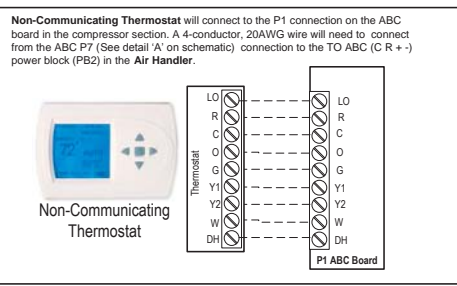 Non-Communicating Thermostat will connect to the P1 connection on the ABC
board in the compressor section. A 4-conductor, 20AWG wire will need to connect
from the ABC P7 (See detail 'A' on schematic) connection to the TO ABC (C R + -)
power block (PB2) in the Air Handler.
LO LO
R R
C C
O O
G G
Y1 Y1
Y2 Y2
W W
DH DH
Thermostat
P1 ABC Board
72°
Non-Communicating
Thermostat